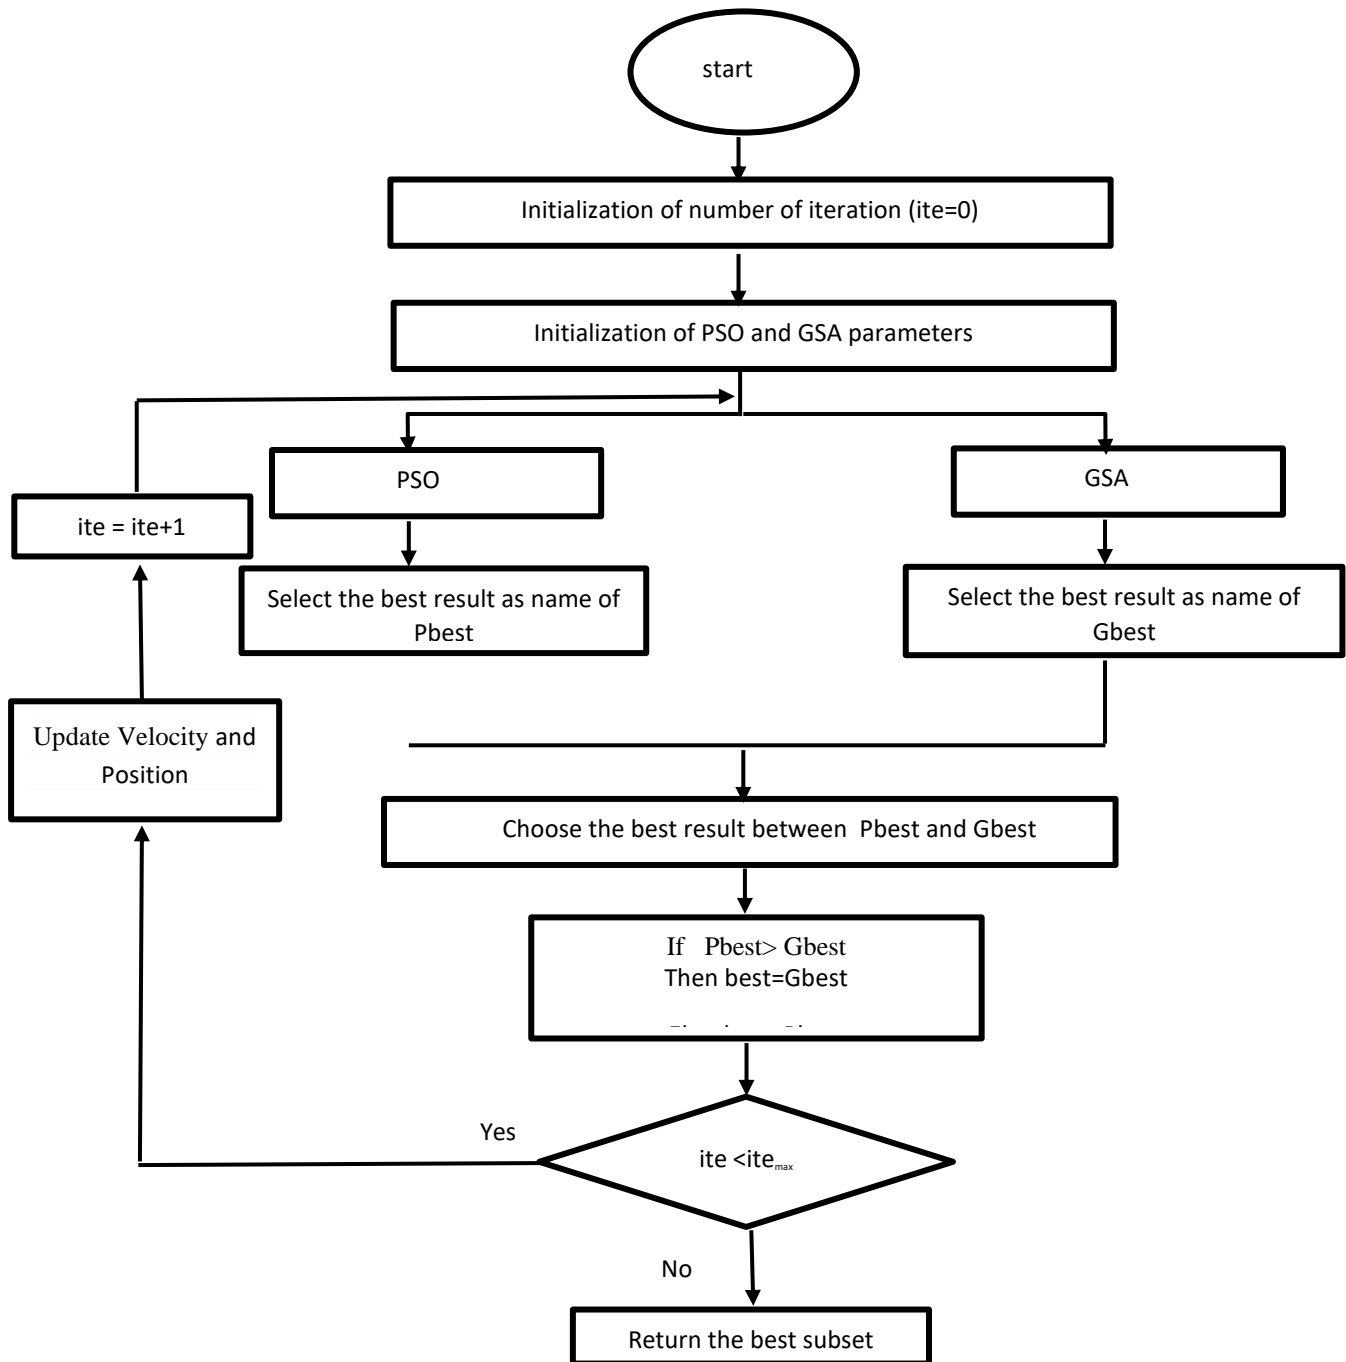 start
Initialization of number of iteration (ite=0)
Initialization of PSO and GSA parameters
PSO
GSA
ite = ite+1
Select the best result as name of
Pbest
Select the best result as name of
Gbest
Update Velocity and
Position
Choose the best result between Pbest and Gbest
If Pbest> Gbest
Then best=Gbest
Yes
ite <ite_max
No
Return the best subset